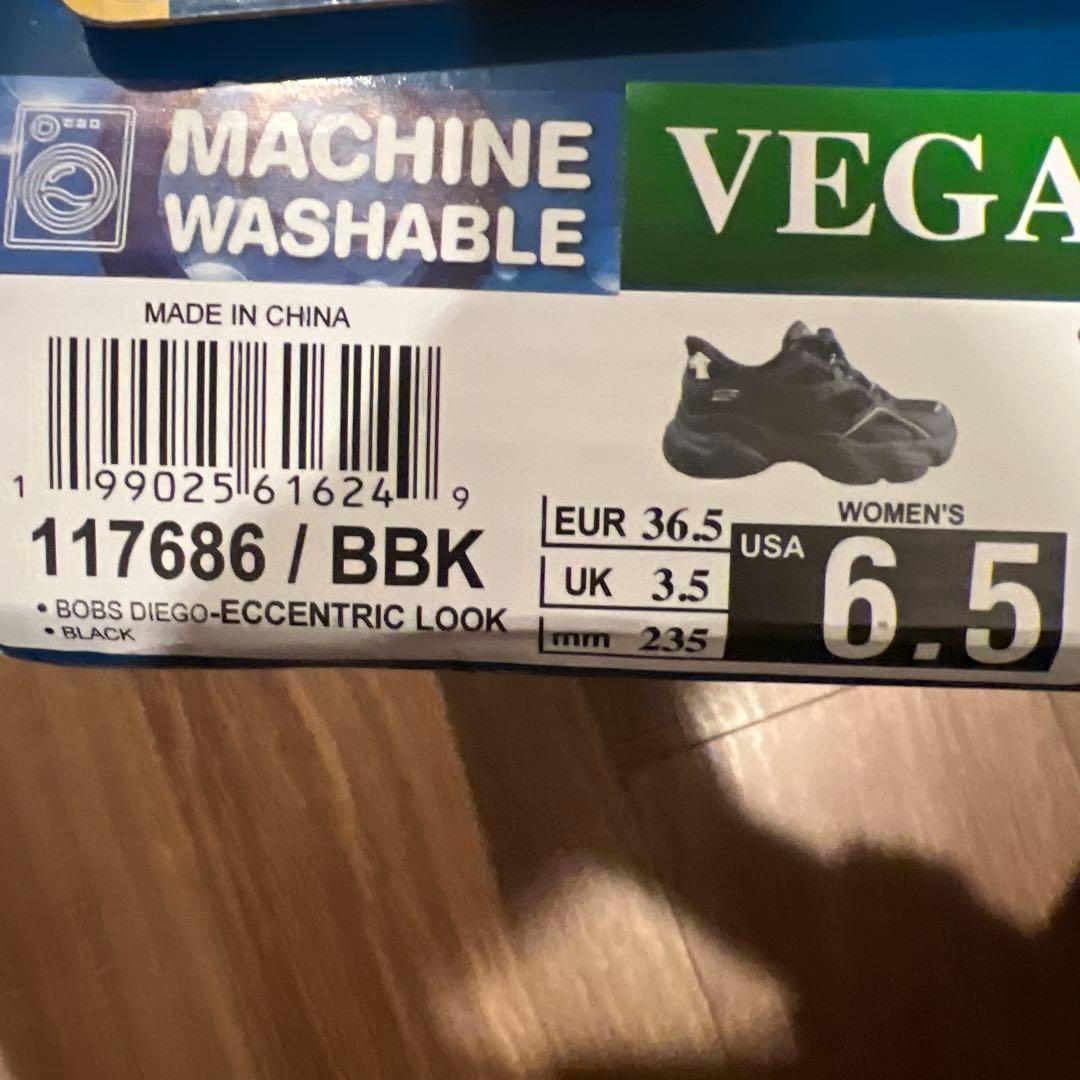 MACHINE
WASHABLE
VEGA
MADE IN CHINA
1 99025 61624 9
117686 / BBK
• BOBS DIEGO-ECCENTRIC LOOK
• BLACK
EUR 36.5
UK 3.5
mm 235
WOMEN'S
USA 6.5